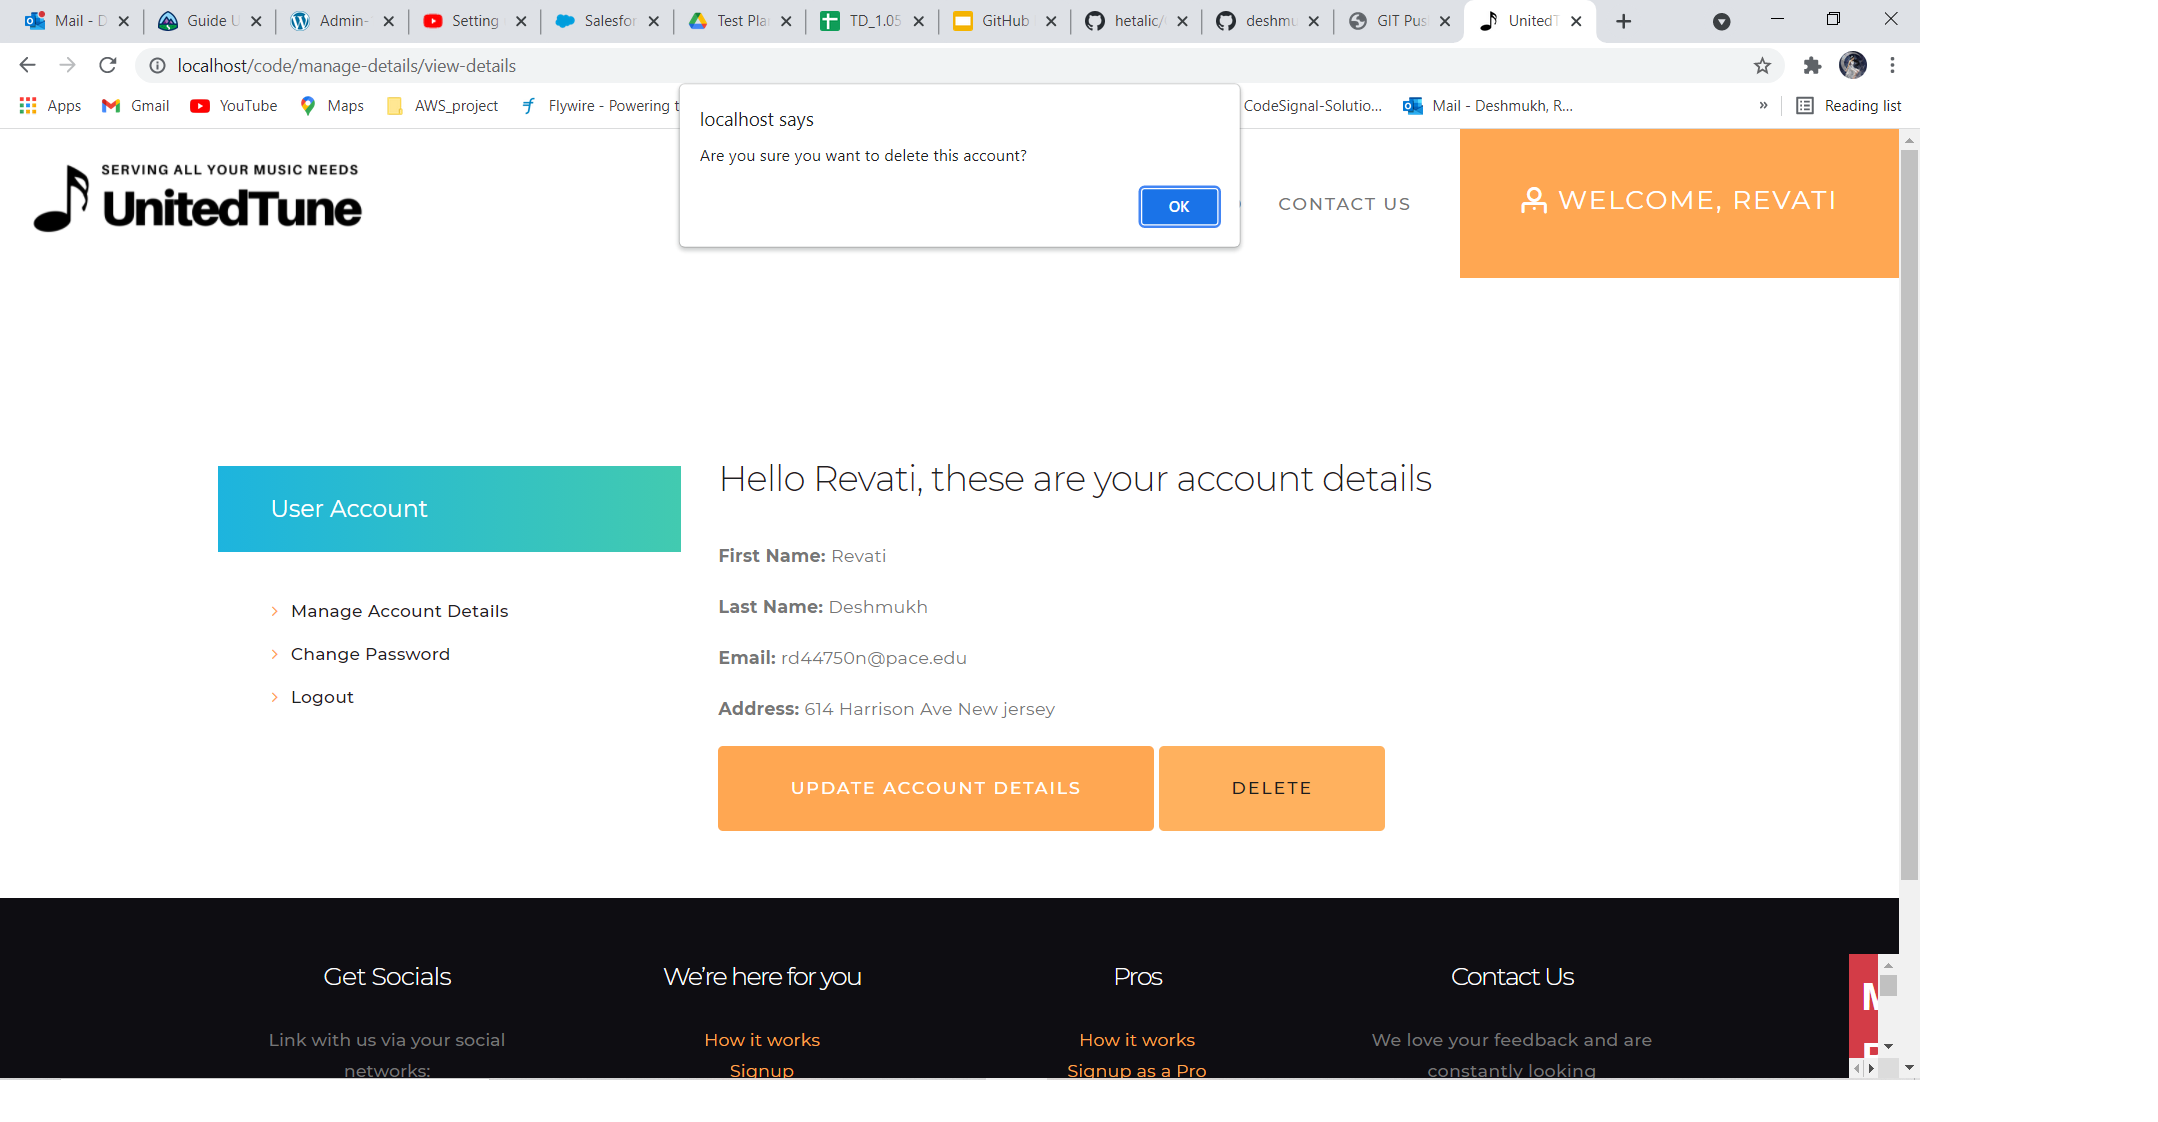 Mail - D
Guide U
Admin-
Setting
Salesfor
Test Pla
TD_1.05
GitHub
hetalic/
deshmu
GIT Pus
UnitedT
localhost/code/manage-details/view-details
Apps
Gmail
YouTube
Maps
AWS_project
Flywire - Powering t
CodeSignal-Solutio...
Mail - Deshmukh, R...
»
Reading list
localhost says
Are you sure you want to delete this account?
OK
SERVING ALL YOUR MUSIC NEEDS
UnitedTune
CONTACT US
WELCOME, REVATI
User Account
Manage Account Details
Change Password
Logout
Hello Revati, these are your account details
First Name: Revati
Last Name: Deshmukh
Email: rd44750n@pace.edu
Address: 614 Harrison Ave New jersey
UPDATE ACCOUNT DETAILS
DELETE
Get Socials
Link with us via your social
networks:
We're here for you
How it works
Signup
Pros
How it works
Signup as a Pro
Contact Us
We love your feedback and are
constantly looking